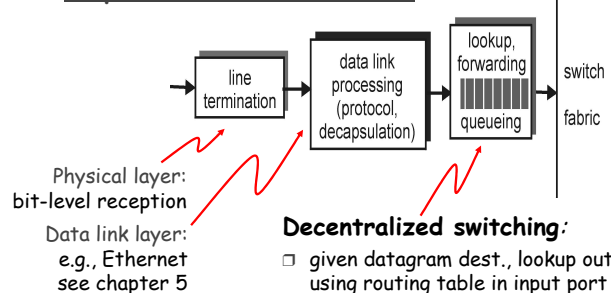 line
termination
data link
processing
(protocol,
decapsulation)
lookup,
forwarding
queueing
switch
fabric
Physical layer:
bit-level reception
Data link layer:
e.g., Ethernet
see chapter 5
Decentralized switching:
given datagram dest., lookup out
using routing table in input port